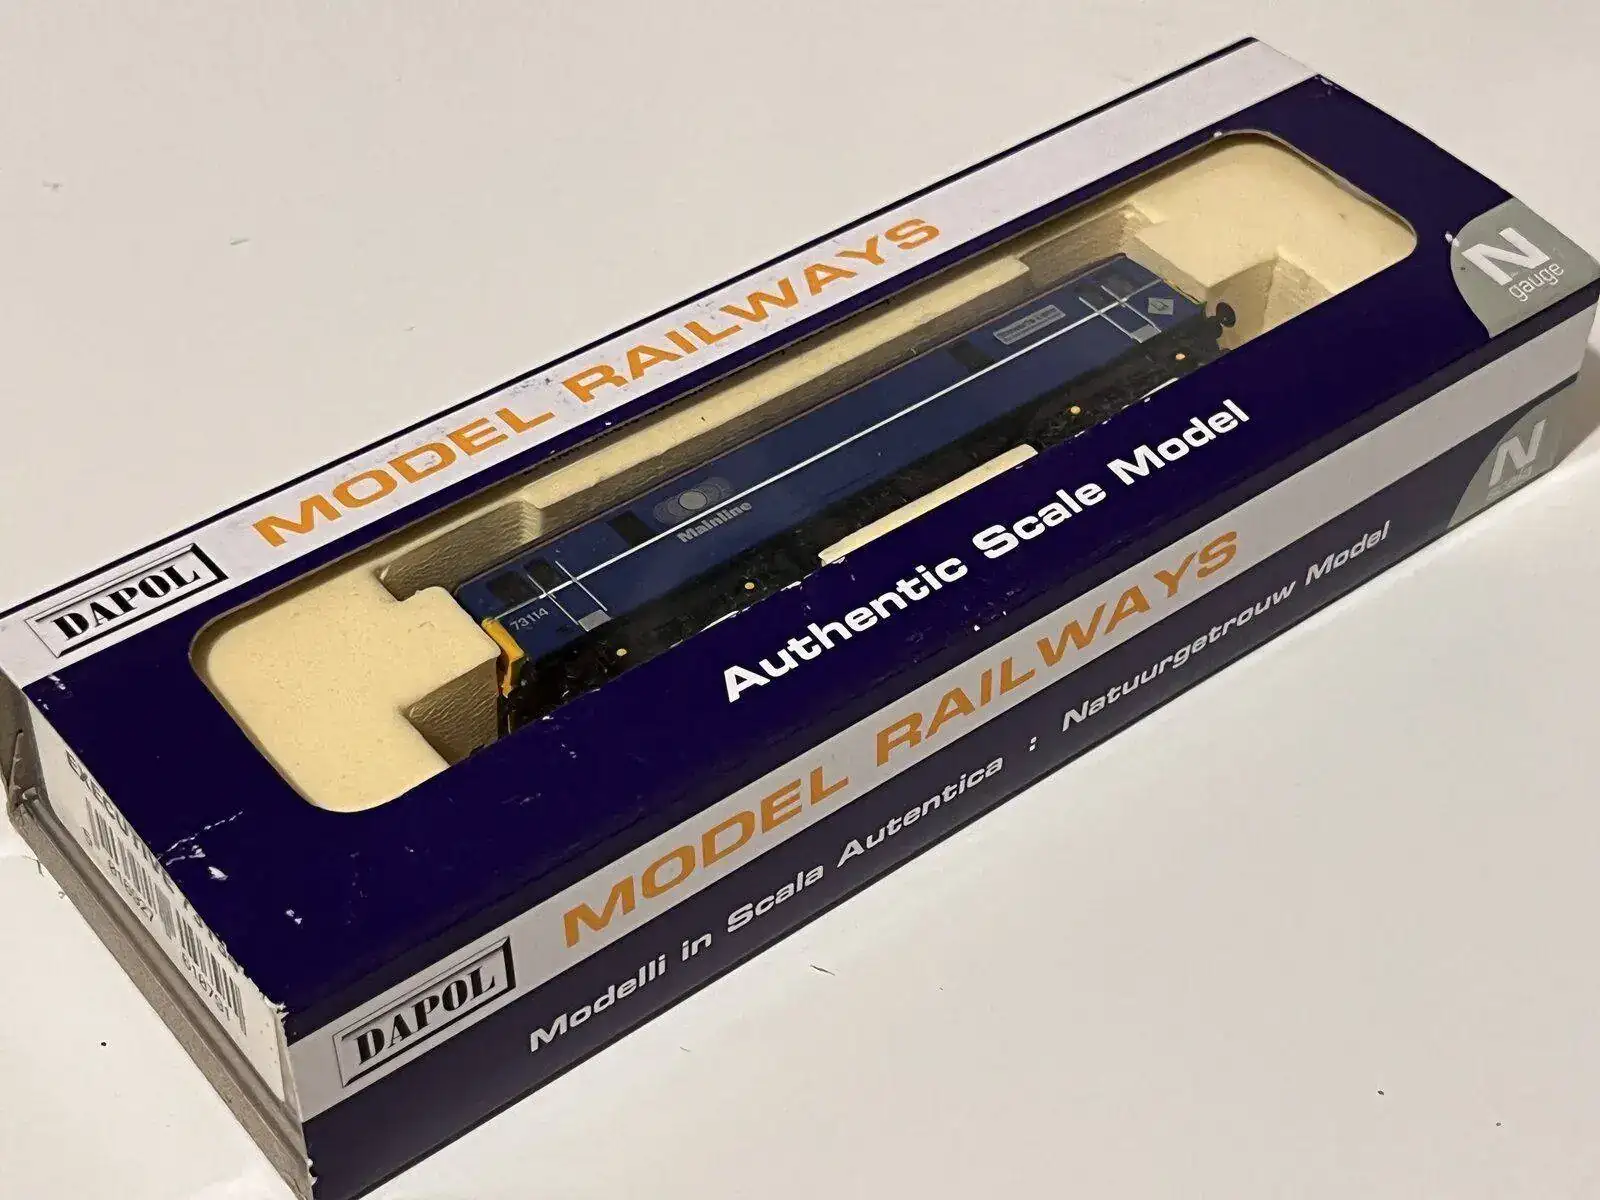 DAPOL
MODEL RAILWAYS
N
gauge
Mainline
73114
Authentic Scale Model
DAPOL
MODEL RAILWAYS
N
Modelli in Scala Autentica : Natuurgetrouw Model